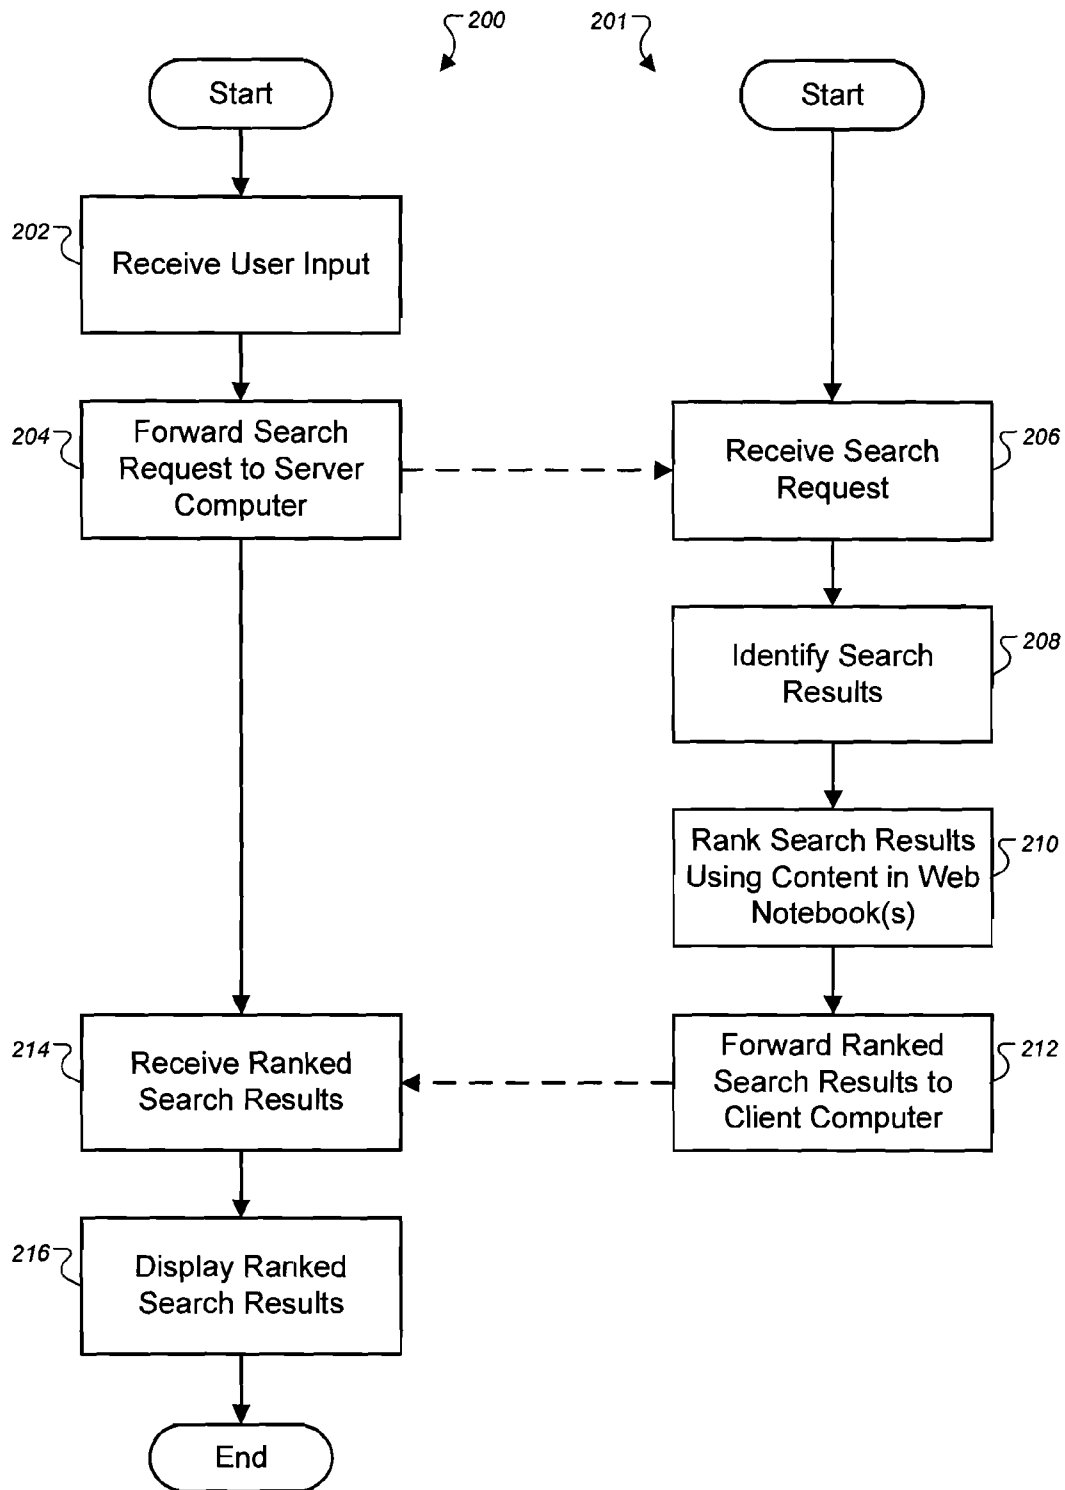 200
201
Start
Start
202
Receive User Input
204
Forward Search
Request to Server
Computer
Receive Search
Request
206
Identify Search
Results
208
Rank Search Results
Using Content in Web
Notebook(s)
210
214
Receive Ranked
Search Results
Forward Ranked
Search Results to
Client Computer
212
216
Display Ranked
Search Results
End